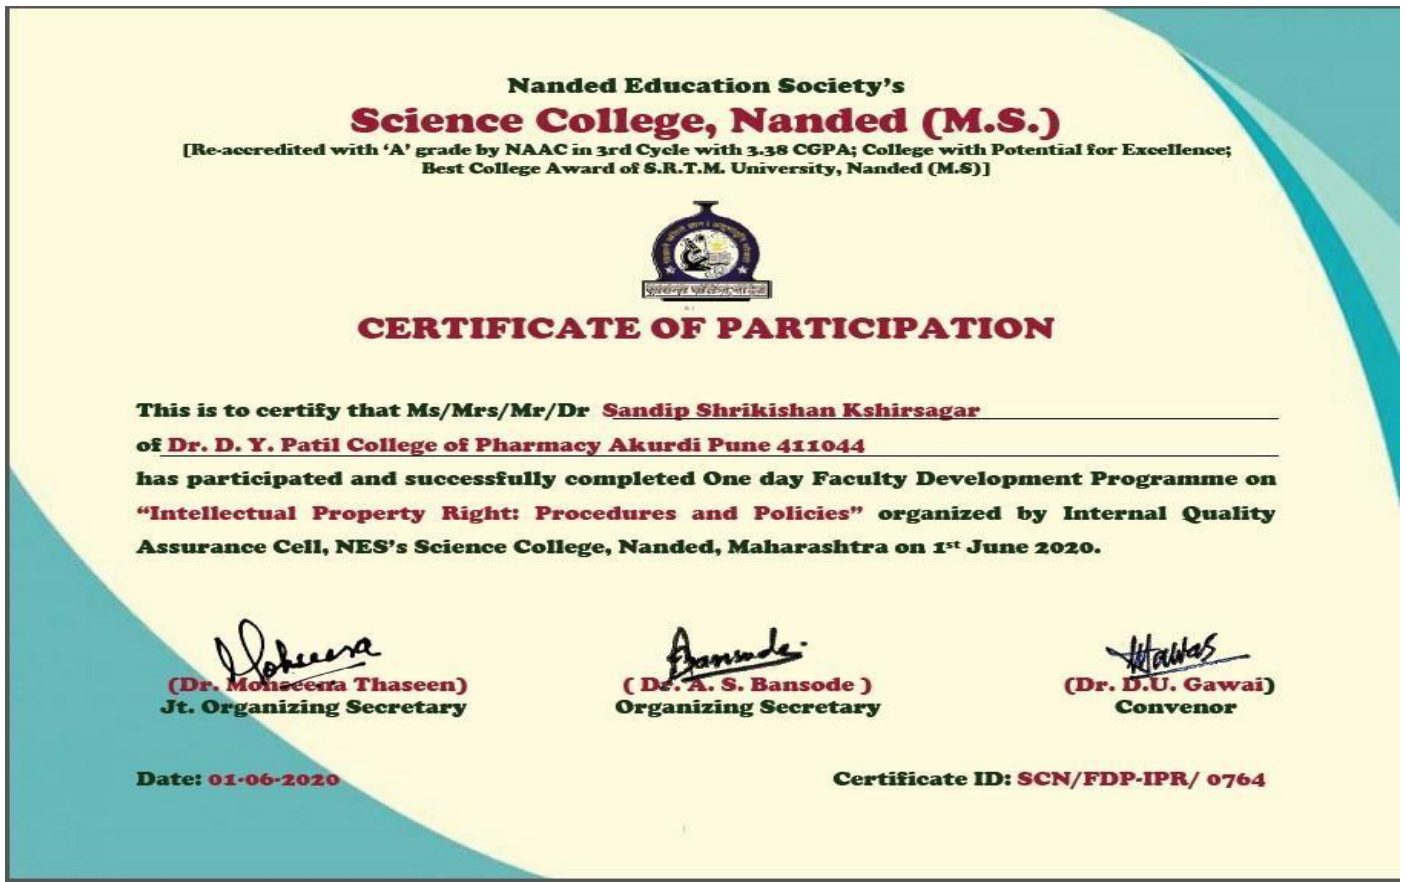 Nanded Education Society's
Science College, Nanded (M.S.)
[Re-accredited with 'A' grade by NAAC in 3rd Cycle with 3.38 CGPA; College with Potential for Excellence;
Best College Award of S.R.T.M. University, Nanded (M.S)]
CERTIFICATE OF PARTICIPATION
This is to certify that Ms/Mrs/Mr/Dr Sandip Shrikishan Kshirsagar
of Dr. D. Y. Patil College of Pharmacy Akurdi Pune 411044
has participated and successfully completed One day Faculty Development Programme on
“Intellectual Property Right: Procedures and Policies” organized by Internal Quality
Assurance Cell, NES's Science College, Nanded, Maharashtra on 1st June 2020.
(Dr. Mohseena Thaseen) ( Dr. A. S. Bansode ) (Dr. D.U. Gawai)
Jt. Organizing Secretary Organizing Secretary Convenor
Date: 01-06-2020 Certificate ID: SCN/FDP-IPR/ 0764